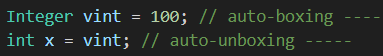 Integer vint = 100; // auto-boxing ----
int x = vint; // auto-unboxing -----